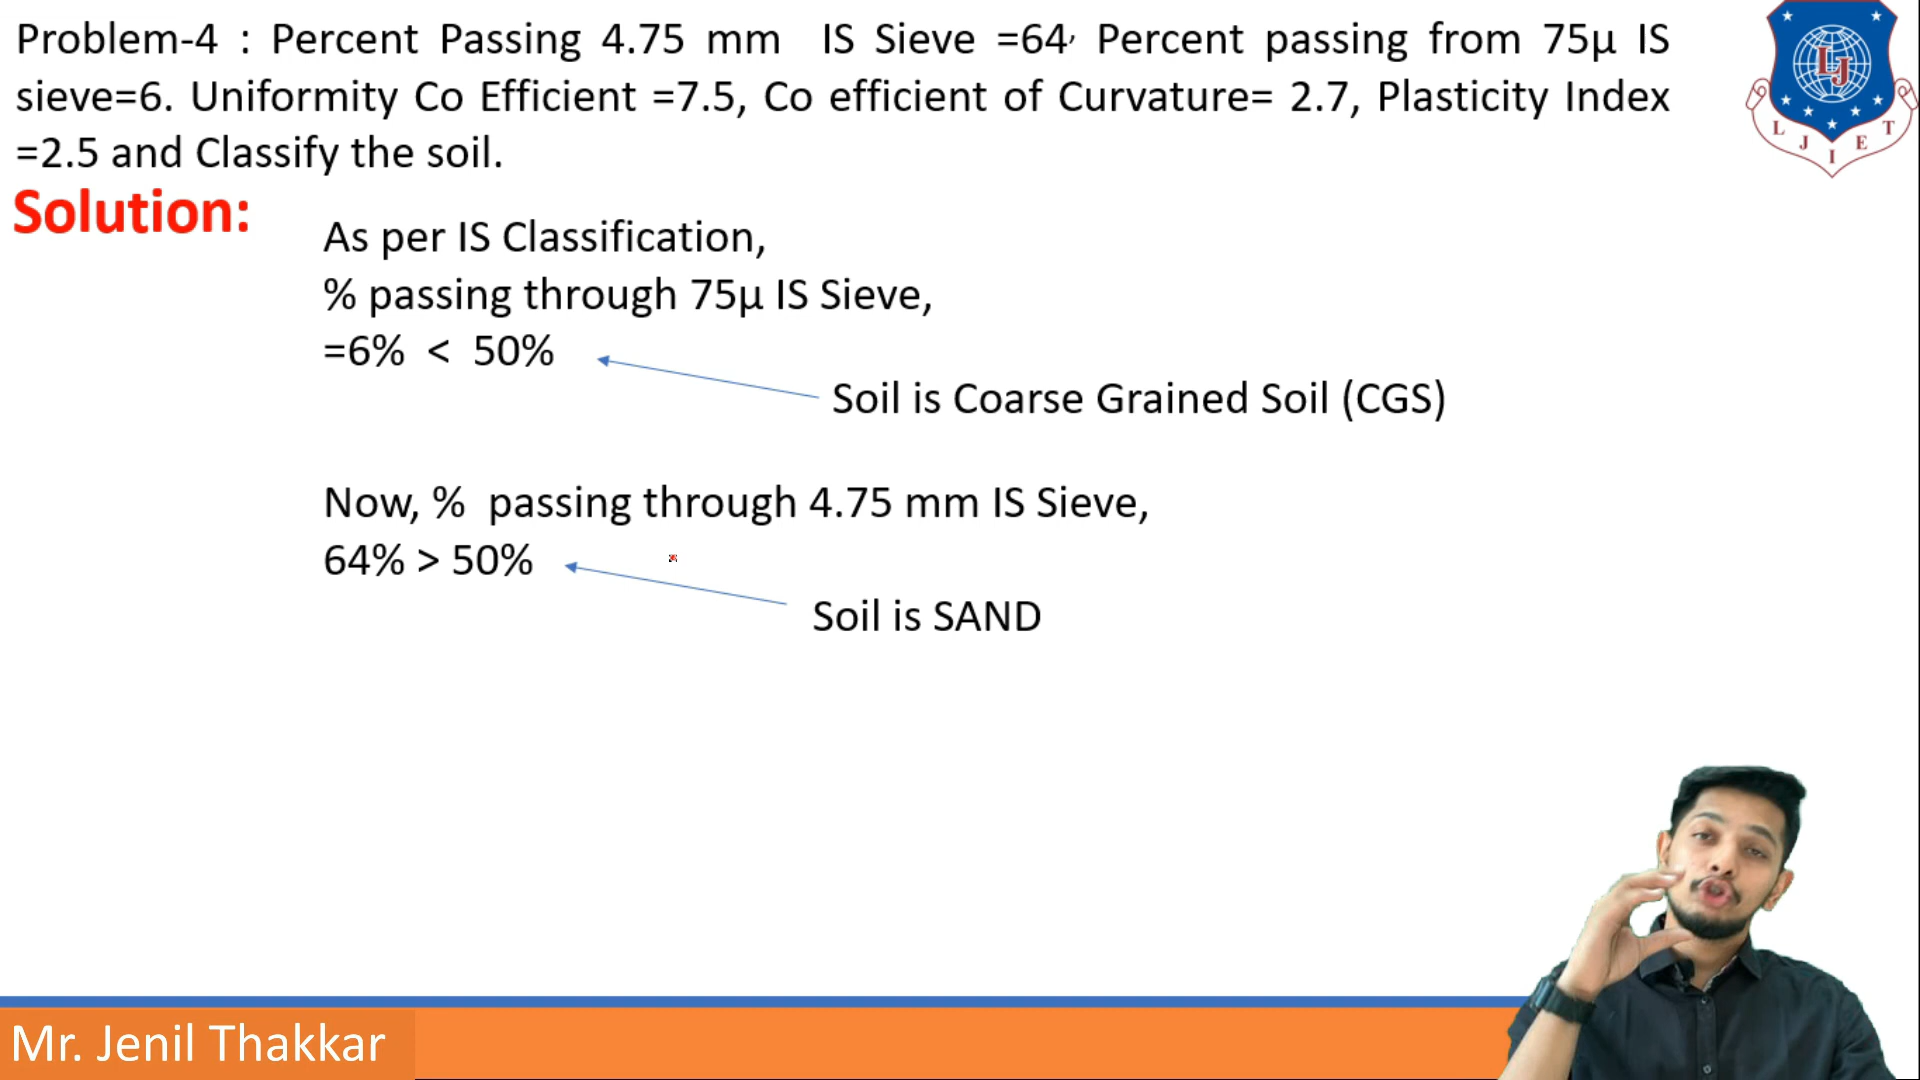 Problem-4 : Percent Passing 4.75 mm IS Sieve =64, Percent passing from 75µ IS
sieve=6. Uniformity Co Efficient =7.5, Co efficient of Curvature= 2.7, Plasticity Index
=2.5 and Classify the soil.
LJ
L J I E T
Solution:
As per IS Classification,
% passing through 75µ IS Sieve,
=6% < 50%
Soil is Coarse Grained Soil (CGS)
Now, % passing through 4.75 mm IS Sieve,
64% > 50%
Soil is SAND
Mr. Jenil Thakkar